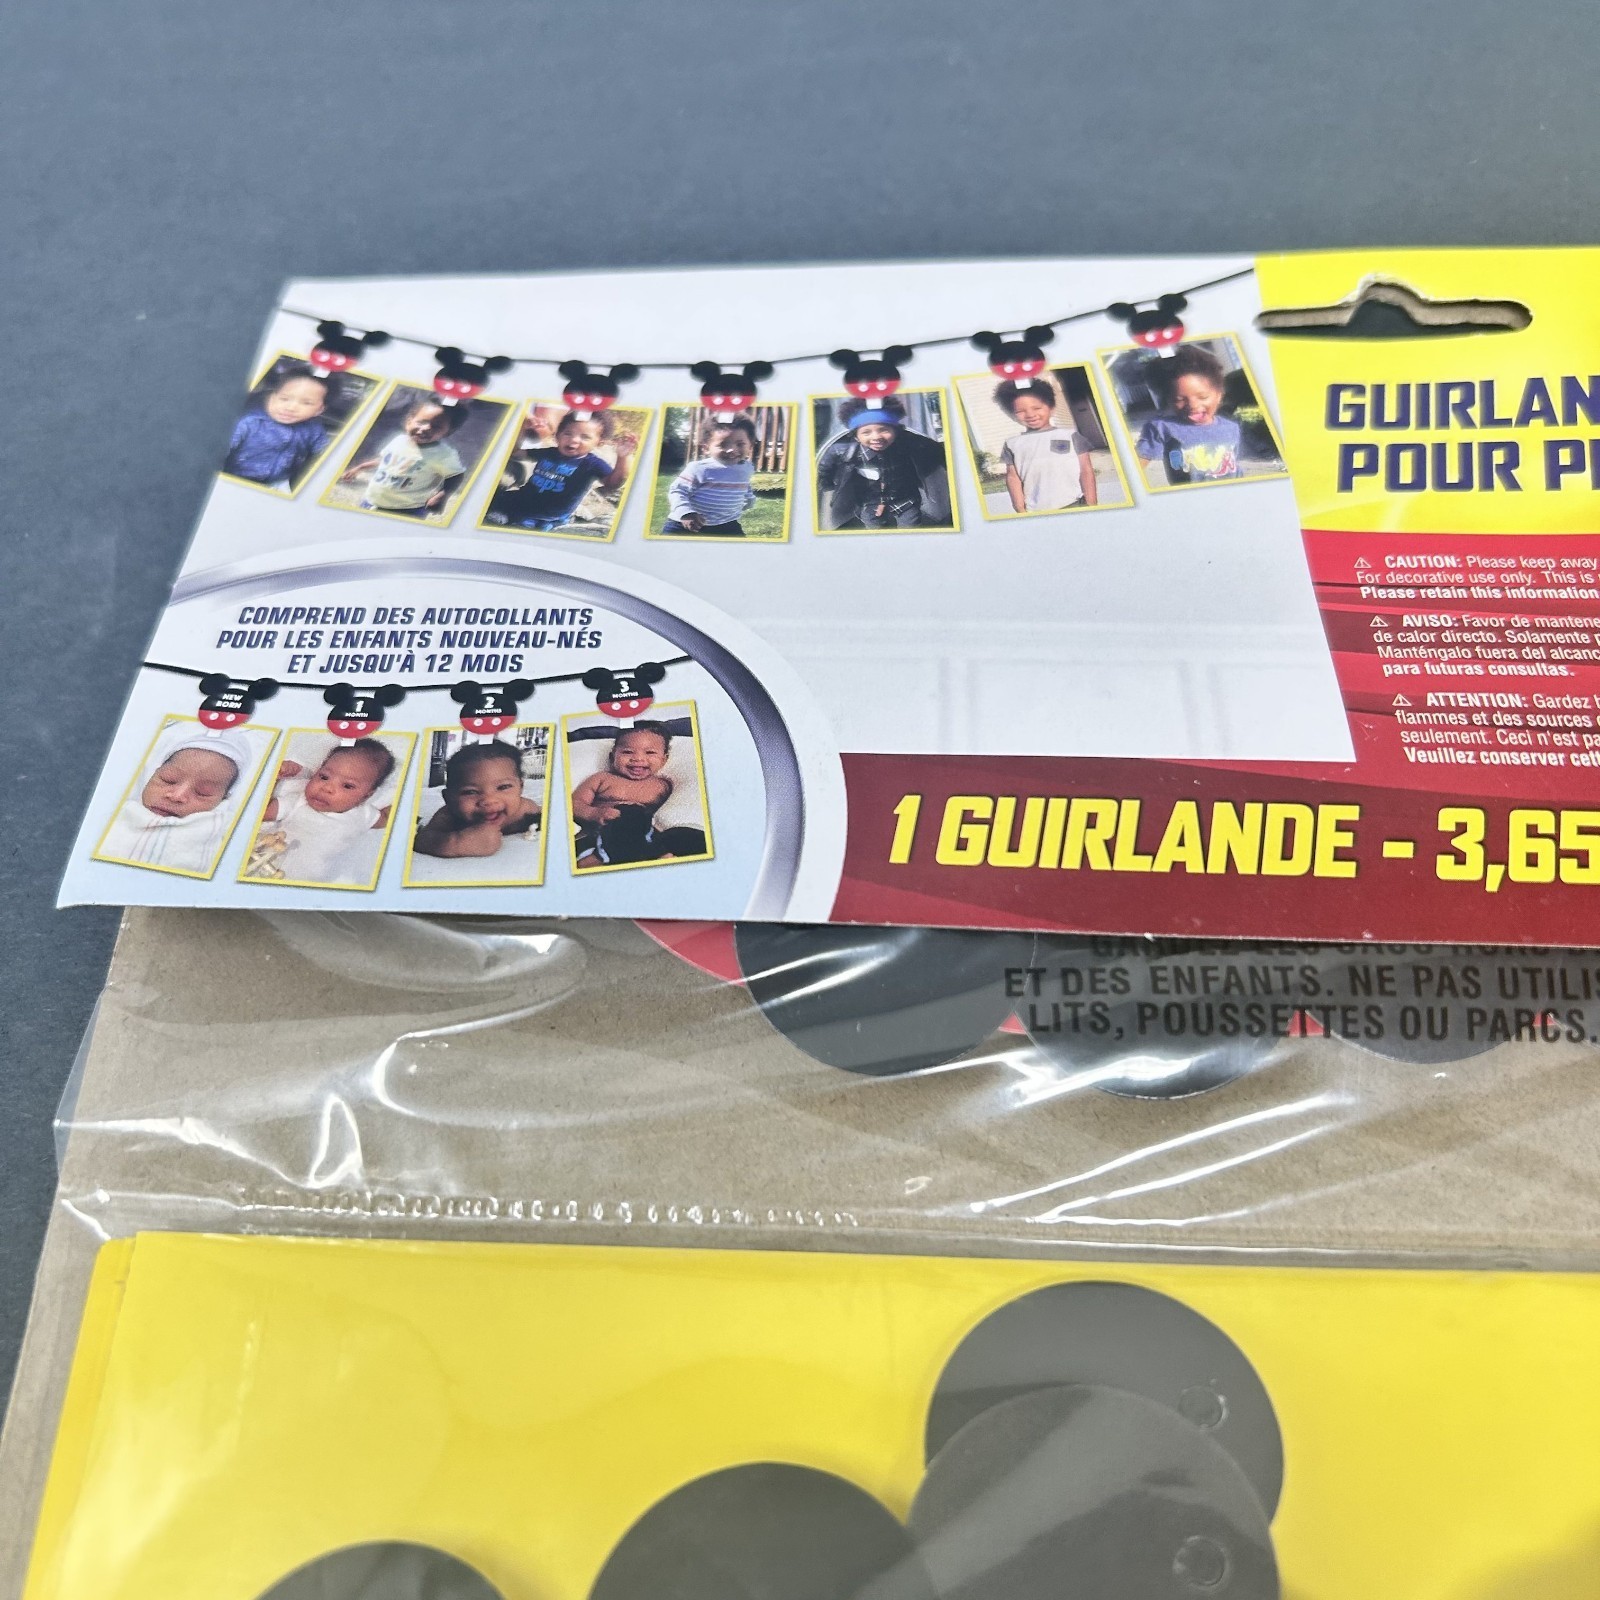 GUIRLAN
POUR P
⚠ CAUTION: Please keep away
For decorative use only. This is
Please retain this information
⚠ AVISO: Favor de mantene
de calor directo. Solamente p
Manténgalo fuera del alcanc
para futuras consultas.
⚠ ATTENTION: Gardez
flammes et des sources
seulement. Ceci n'est pa
Veuillez conserver cett
COMPREND DES AUTOCOLLANTS
POUR LES ENFANTS NOUVEAU-NÉS
ET JUSQU'À 12 MOIS
NEW
BORN
1
MONTH
2
MONTHS
3
MONTHS
1 GUIRLANDE - 3,65
ET DES ENFANTS. NE PAS UTILIS
LITS, POUSSETTES OU PARCS.